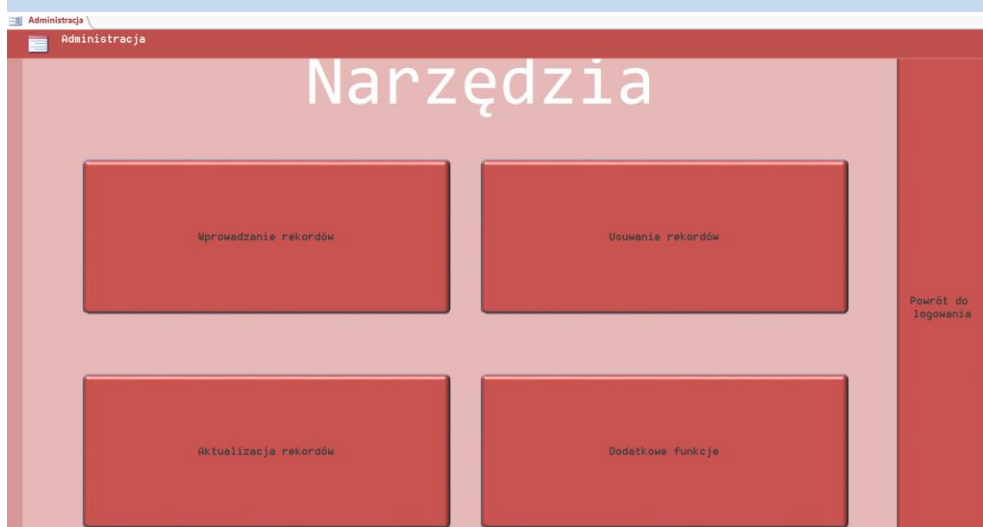 Administracja
Administracja
Narzędzia
Wprowadzanie rekordów
Usuwanie rekordów
Powrót do
logowania
Aktualizacja rekordów
Dodatkowe funkcje